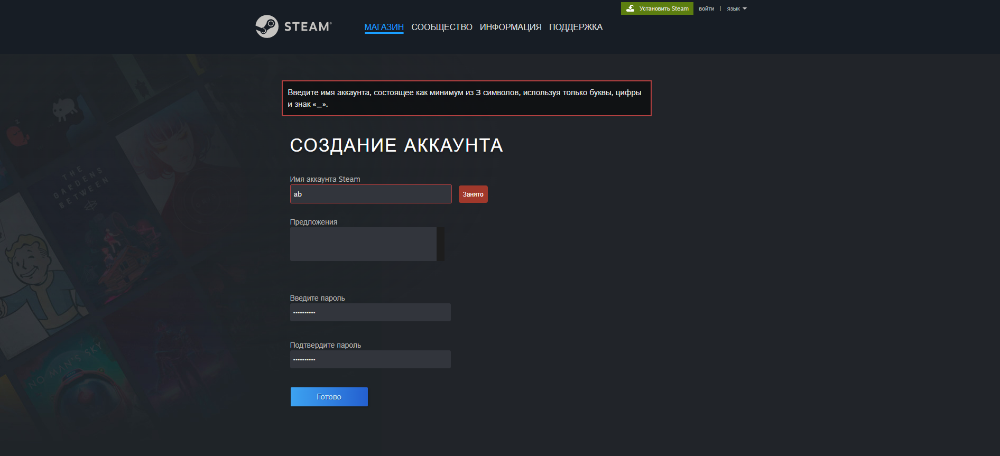 Установить Steam войти | язык
STEAM®
МАГАЗИН СООБЩЕСТВО ИНФОРМАЦИЯ ПОДДЕРЖКА
Введите имя аккаунта, состоящее как минимум из 3 символов, используя только буквы, цифры
и знак «_».
СОЗДАНИЕ АККАУНТА
Имя аккаунта Steam
ab
Занято
Предложения
Введите пароль
••••••••••
Подтвердите пароль
••••••••••
Готово
Z
THE
GARDENS
BETWEEN
NO MAN'S SKY